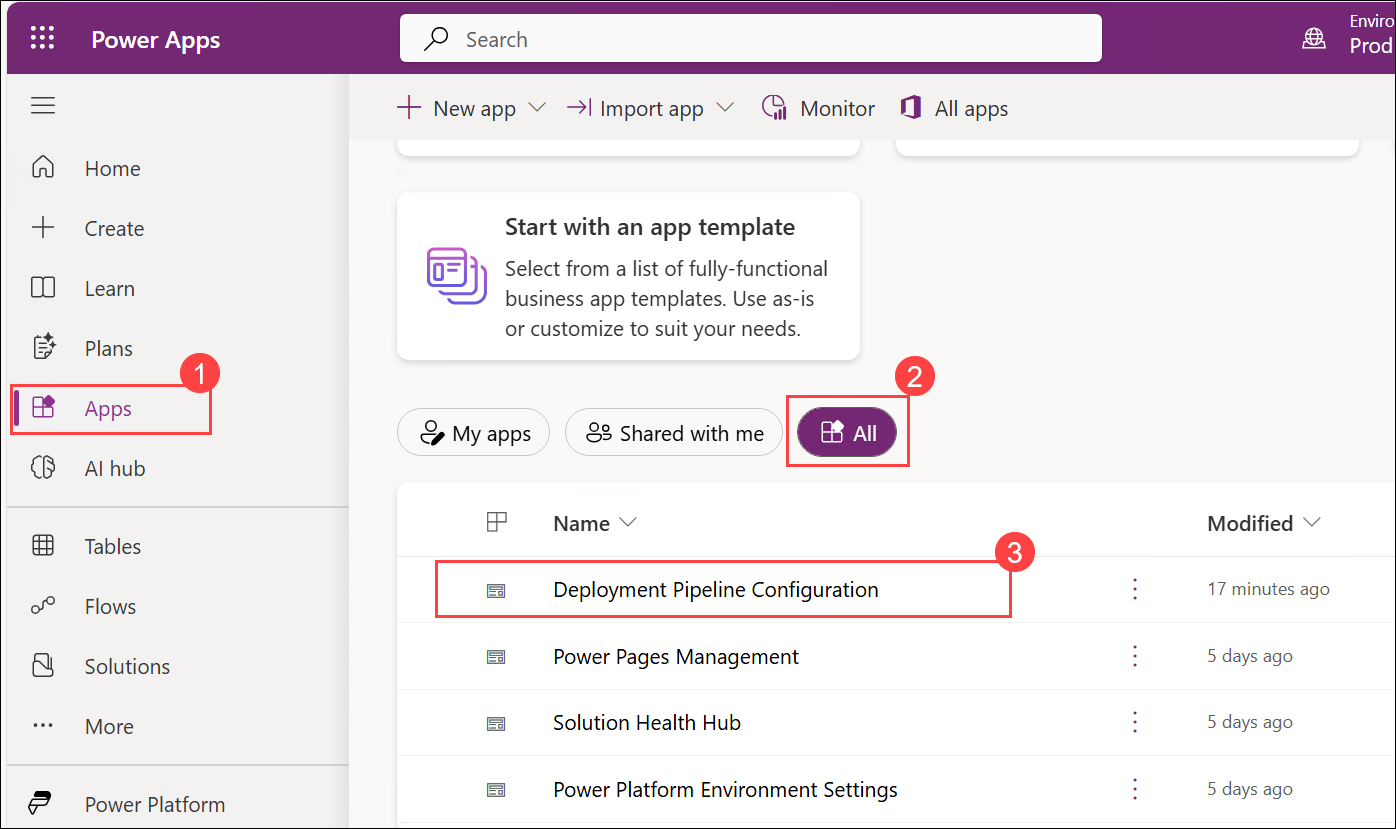 Power Apps
Search
Enviro
Prod
New app
Import app
Monitor
All apps
Home
Create
Learn
Plans
1
Apps
AI hub
Tables
Flows
Solutions
More
Power Platform
Start with an app template
Select from a list of fully-functional
business app templates. Use as-is
or customize to suit your needs.
2
My apps
Shared with me
All
Name
Modified
3
Deployment Pipeline Configuration
17 minutes ago
Power Pages Management
5 days ago
Solution Health Hub
5 days ago
Power Platform Environment Settings
5 days ago